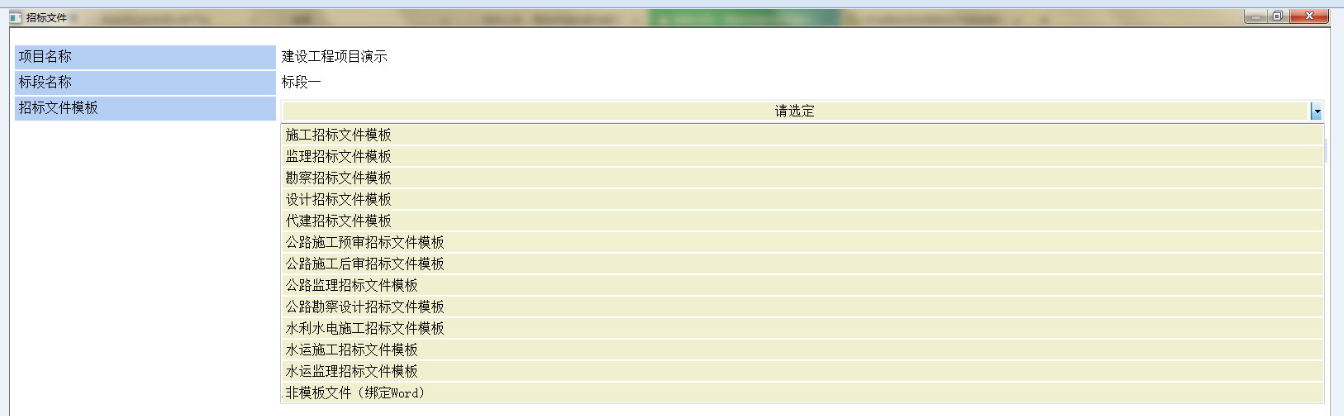 招标文件
项目名称 建设工程项目演示
标段名称 标段一
招标文件模板 请选定
施工招标文件模板
监理招标文件模板
勘察招标文件模板
设计招标文件模板
代建招标文件模板
公路施工预审招标文件模板
公路施工后审招标文件模板
公路监理招标文件模板
公路勘察设计招标文件模板
水利水电施工招标文件模板
水运施工招标文件模板
水运监理招标文件模板
非模板文件（绑定Word）